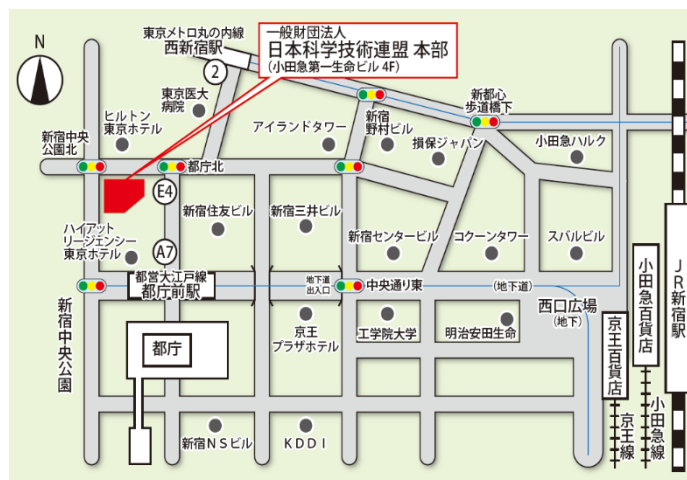 N
東京メトロ丸の内線
西新宿駅
2
一般財団法人
日本科学技術連盟 本部
(小田急第一生命ビル 4F)
東京医大
病院
ヒルトン
東京ホテル
新宿中央
公園北
アイランドタワー
新宿
野村ビル
新都心
歩道橋下
損保ジャパン
小田急ハルク
都庁北
E4
新宿住友ビル
新宿三井ビル
ハイアット
リージェンシー
東京ホテル
A7
新宿センタービル
コクーンタワー
スバルビル
都営大江戸線
都庁前駅
地下道
出入口
中央通り東
(地下道)
西口広場
(地下)
新宿中央公園
都庁
京王
プラザホテル
工学院大学
明治安田生命
京王百貨店
小田急百貨店
JR新宿駅
京王線
小田急線
新宿NSビル
KDDI